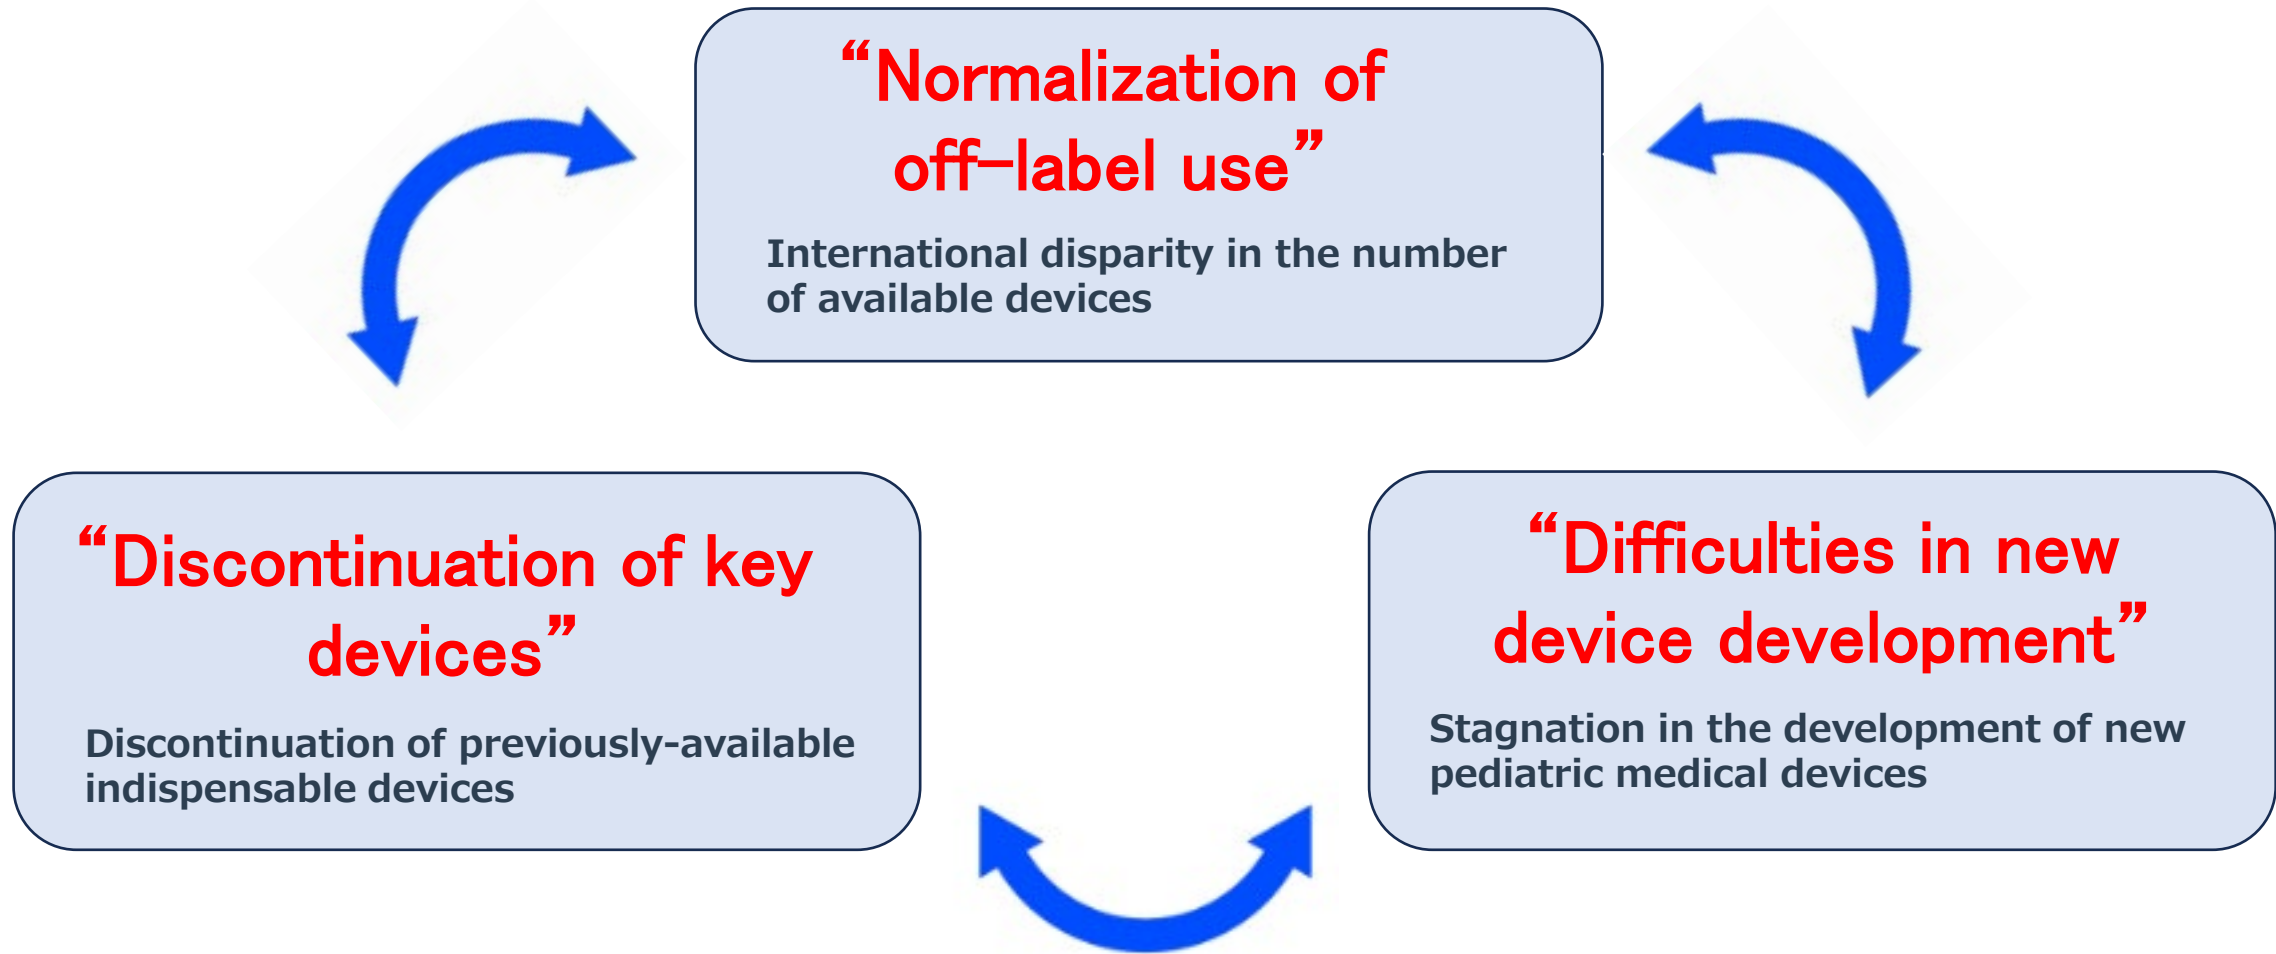 “Normalization of
off-label use”
International disparity in the number
of available devices
“Discontinuation of key
devices”
Discontinuation of previously-available
indispensable devices
“Difficulties in new
device development”
Stagnation in the development of new
pediatric medical devices